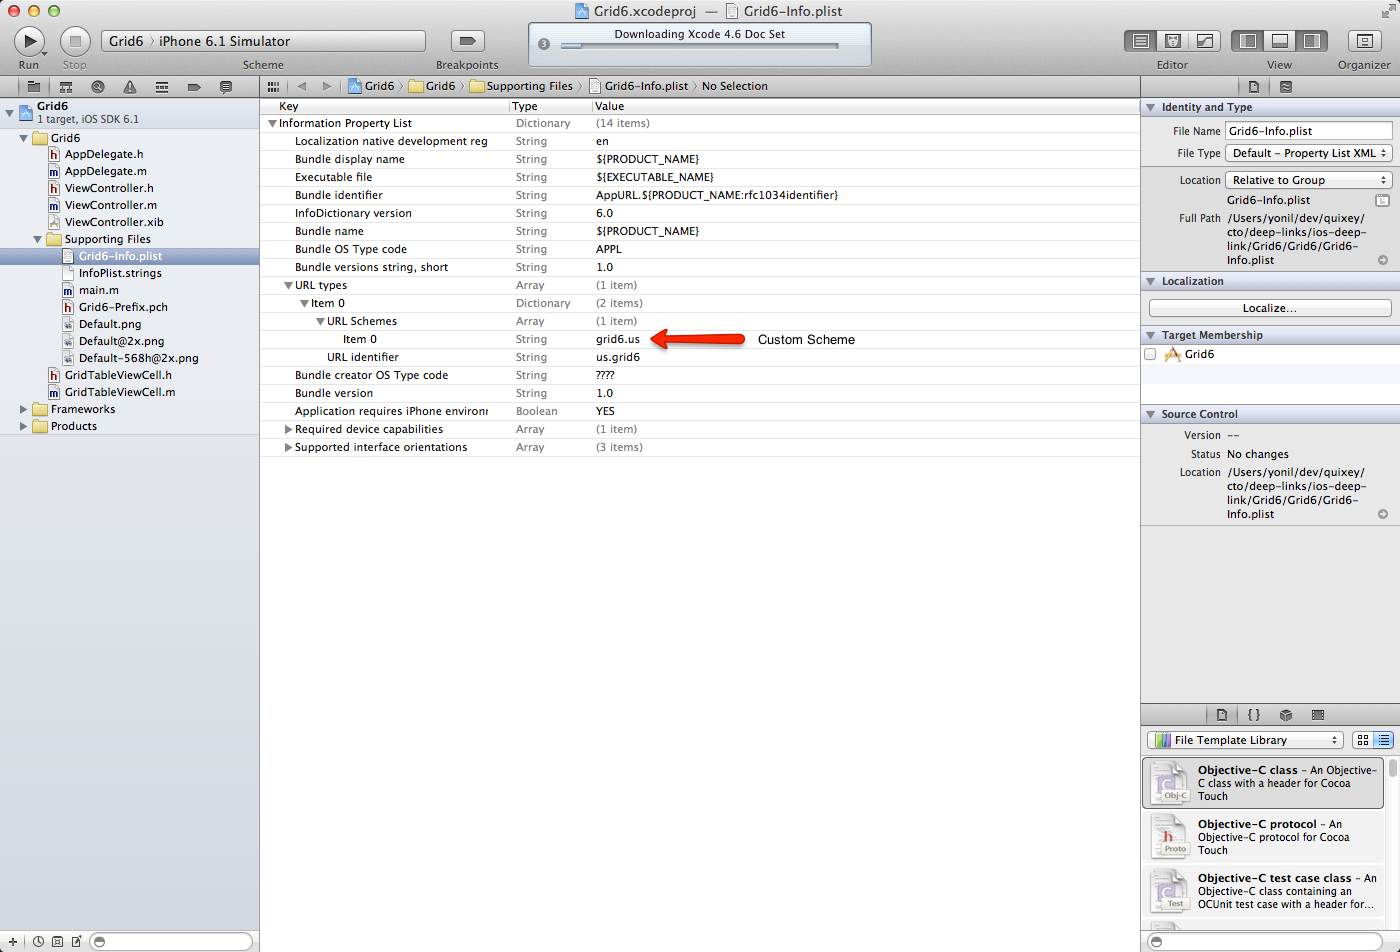 Grid6.xcodeproj — Grid6-Info.plist
Grid6 › iPhone 6.1 Simulator
3
Downloading Xcode 4.6 Doc Set
Run
Stop
Scheme
Breakpoints
Editor
View
Organizer
Grid6
1 target, iOS SDK 6.1
Grid6
h AppDelegate.h
m AppDelegate.m
h ViewController.h
m ViewController.m
ViewController.xib
Supporting Files
Grid6-Info.plist
InfoPlist.strings
m main.m
h Grid6-Prefix.pch
Default.png
Default@2x.png
Default-568h@2x.png
h GridTableViewCell.h
m GridTableViewCell.m
Frameworks
Products
Grid6 › Grid6 › Supporting Files › Grid6-Info.plist › No Selection
Key Type Value
Information Property List Dictionary (14 items)
Localization native development reg String en
Bundle display name String ${PRODUCT_NAME}
Executable file String ${EXECUTABLE_NAME}
Bundle identifier String AppURL.${PRODUCT_NAME:rfc1034identifier}
InfoDictionary version String 6.0
Bundle name String ${PRODUCT_NAME}
Bundle OS Type code String APPL
Bundle versions string, short String 1.0
URL types Array (1 item)
Item 0 Dictionary (2 items)
URL Schemes Array (1 item)
Item 0 String grid6.us Custom Scheme
URL identifier String us.grid6
Bundle creator OS Type code String ????
Bundle version String 1.0
Application requires iPhone environr Boolean YES
Required device capabilities Array (1 item)
Supported interface orientations Array (3 items)
Identity and Type
File Name Grid6-Info.plist
File Type Default - Property List XML
Location Relative to Group
Grid6-Info.plist
Full Path /Users/yonil/dev/quixey/
cto/deep-links/ios-deep-
link/Grid6/Grid6/Grid6-
Info.plist
Localization
Localize...
Target Membership
Grid6
Source Control
Version --
Status No changes
Location /Users/yonil/dev/quixey/
cto/deep-links/ios-deep-
link/Grid6/Grid6/Grid6-
Info.plist
{ }
File Template Library
Obj-C
Objective-C class - An Objective-
C class with a header for Cocoa
Touch
h
Proto
Objective-C protocol - An
Objective-C protocol for Cocoa
Touch
Test
Objective-C test case class - An
Objective-C class containing an
OCUnit test case with a header for...